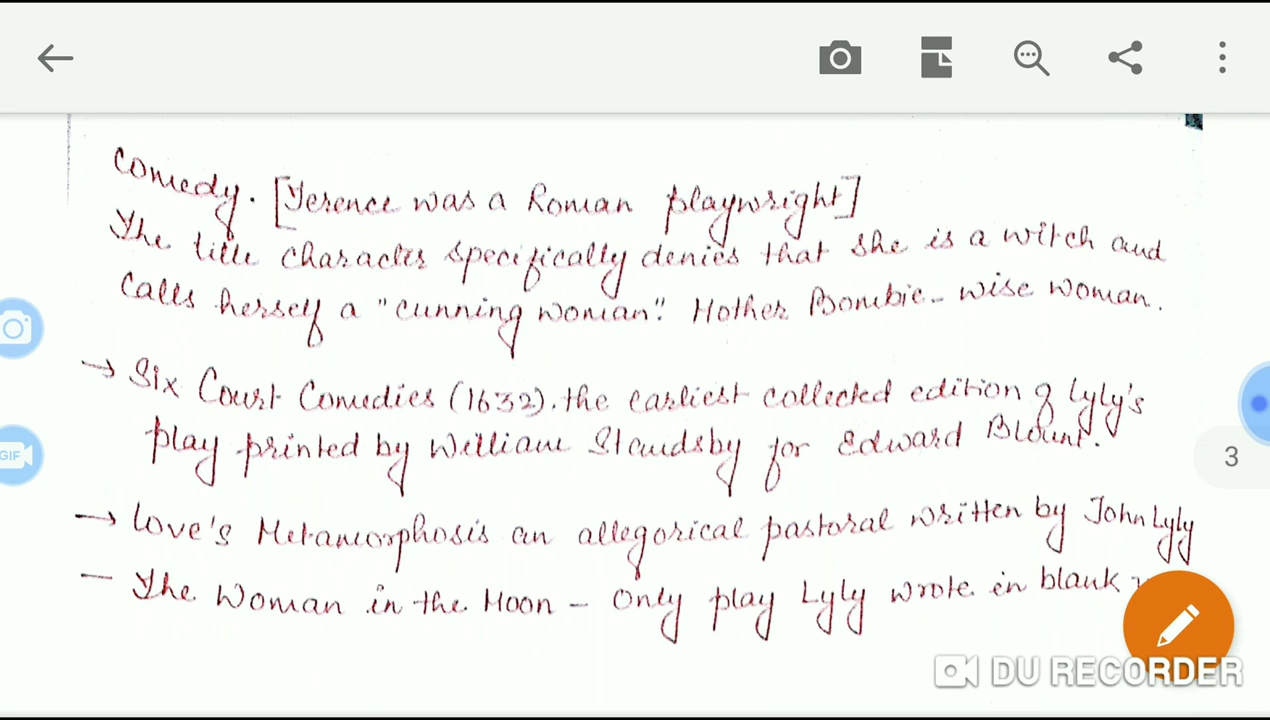 Comedy. [Terence was a Roman playwright]
The title character specifically denies that she is a witch and
calls herself a "cunning woman". Mother Bombie - wise woman.
→ Six Court Comedies (1632). the earliest collected edition of Lyly's
play printed by William Standsby for Edward Blount.
3
→ Love's Metamorphosis an allegorical pastoral written by John Lyly
— The Woman in the Moon – Only play Lyly wrote in blank
GIF
DU RECORDER